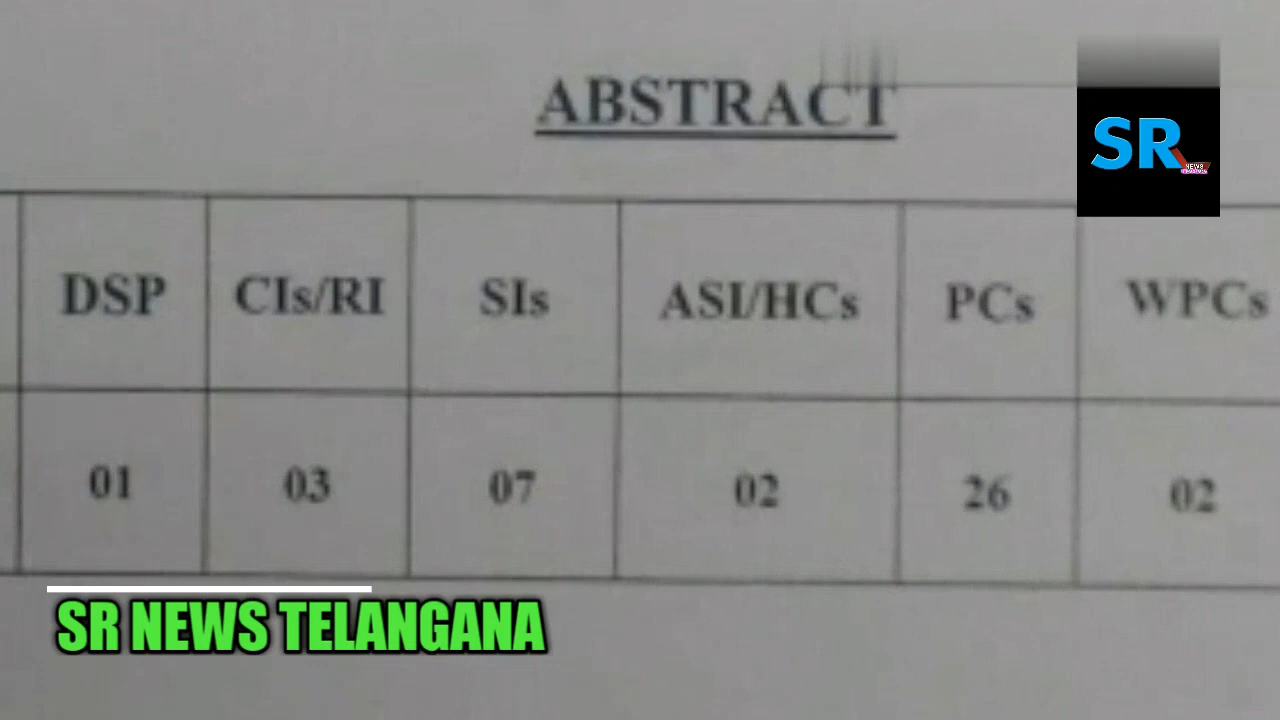 ABSTRACT
SR
NEWS
DSP CIs/RI SIs ASI/HCs PCs WPCs
01 03 07 02 26 02
SR NEWS TELANGANA